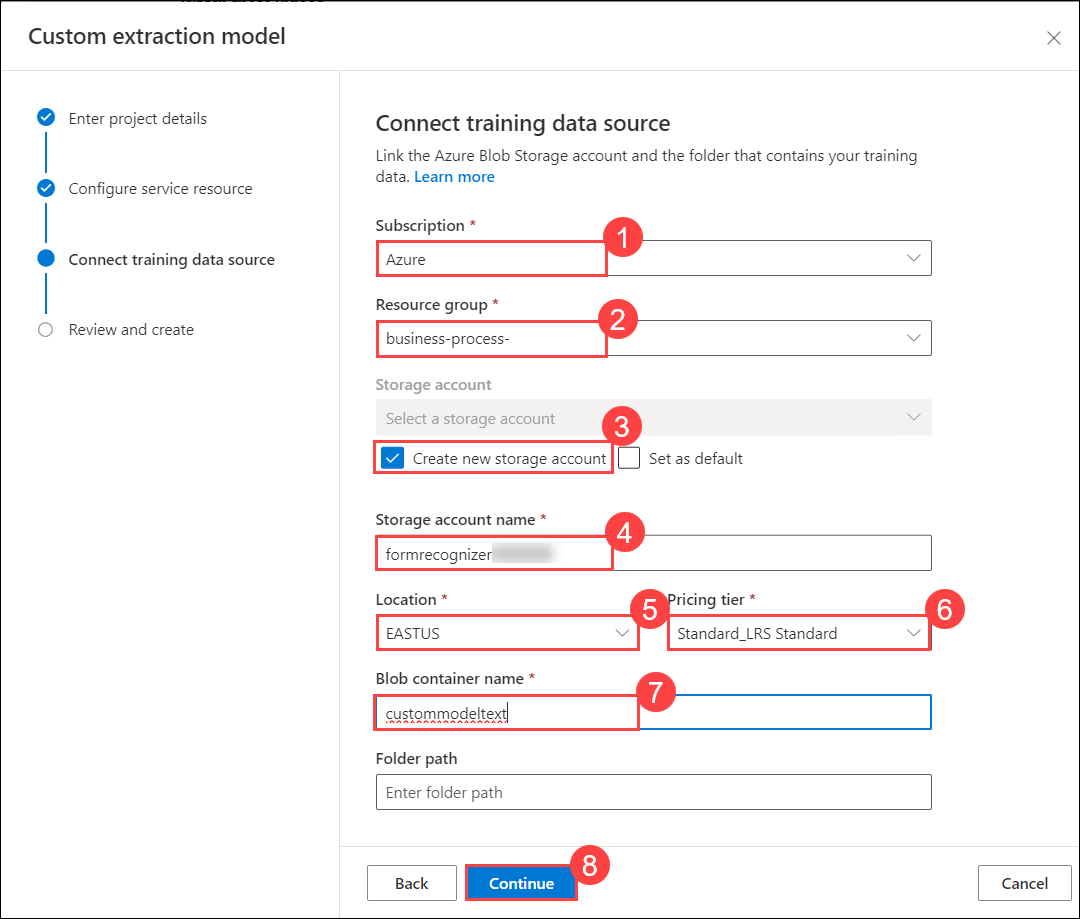 Custom extraction model
Enter project details
Configure service resource
Connect training data source
Review and create
Connect training data source
Link the Azure Blob Storage account and the folder that contains your training
data. Learn more
Subscription *
1
Azure
Resource group *
2
business-process-
Storage account
Select a storage account
3
Create new storage account
Set as default
Storage account name *
4
formrecognizer
Location *
5
Pricing tier *
6
EASTUS
Standard_LRS Standard
Blob container name *
7
custommodeltext
Folder path
Enter folder path
8
Back
Continue
Cancel